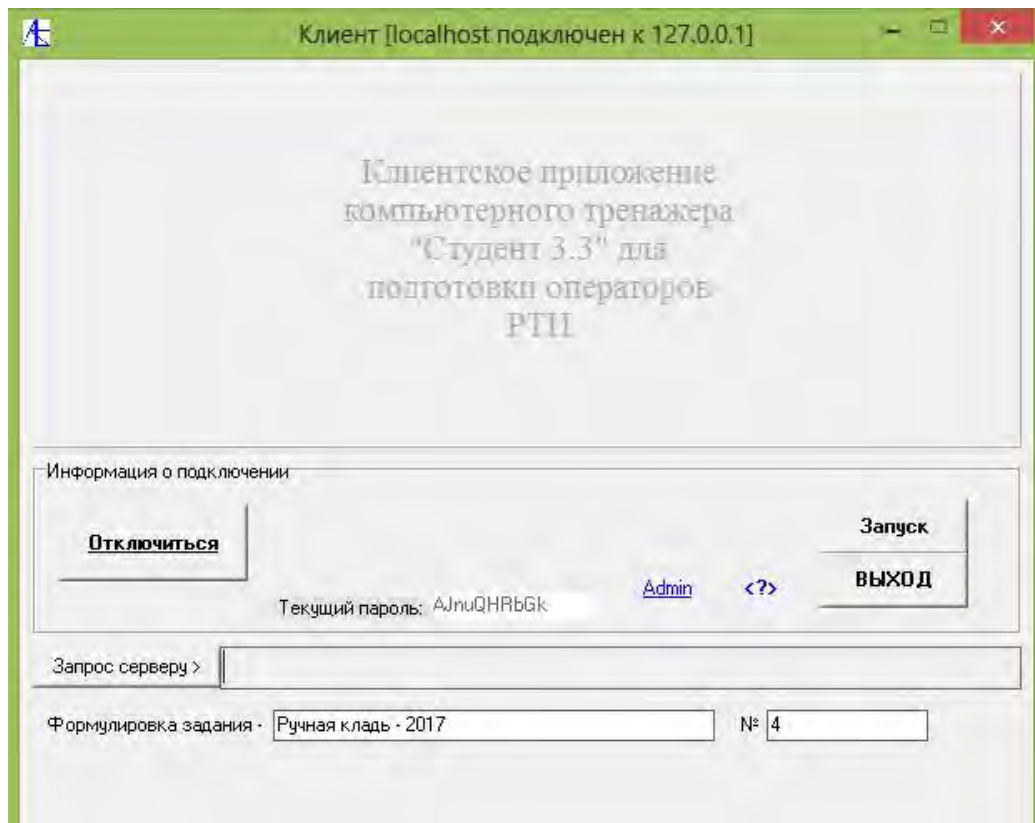 Клиент [localhost подключен к 127.0.0.1]
Клиентское приложение
компьютерного тренажера
"Студент 3.3" для
подготовки операторов
РТИ
Информация о подключении
Отключиться
Запуск
ВЫХОД
Admin
<?>
Текущий пароль: AJnuQHRbGk
Запрос серверу >
Формулировка задания - Ручная кладь - 2017 № 4